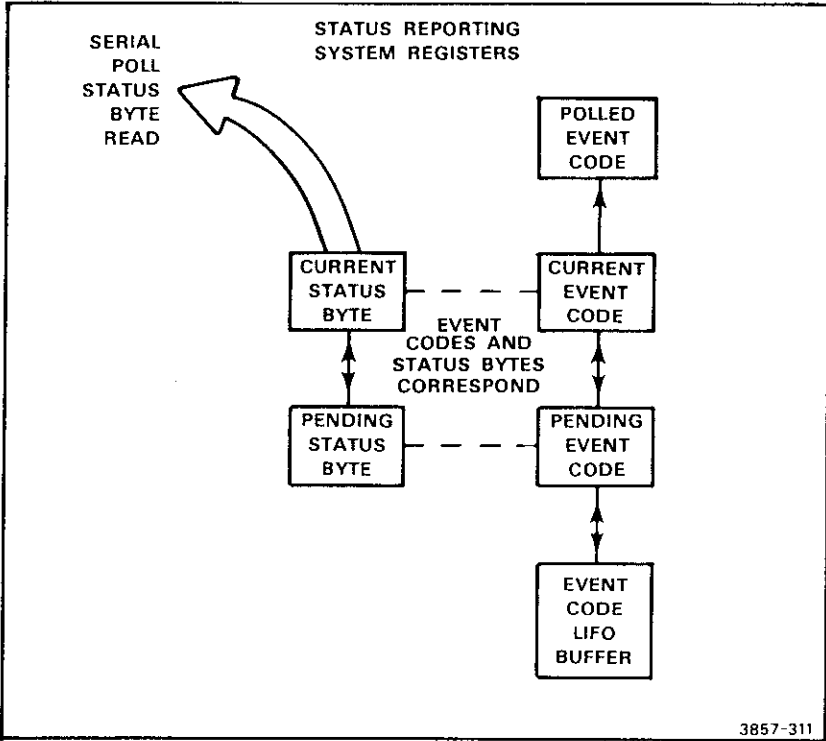 STATUS REPORTING
SYSTEM REGISTERS
SERIAL
POLL
STATUS
BYTE
READ
POLLED
EVENT
CODE
CURRENT
STATUS
BYTE
CURRENT
EVENT
CODE
EVENT
CODES AND
STATUS BYTES
CORRESPOND
PENDING
STATUS
BYTE
PENDING
EVENT
CODE
EVENT
CODE
LIFO
BUFFER
3857-311